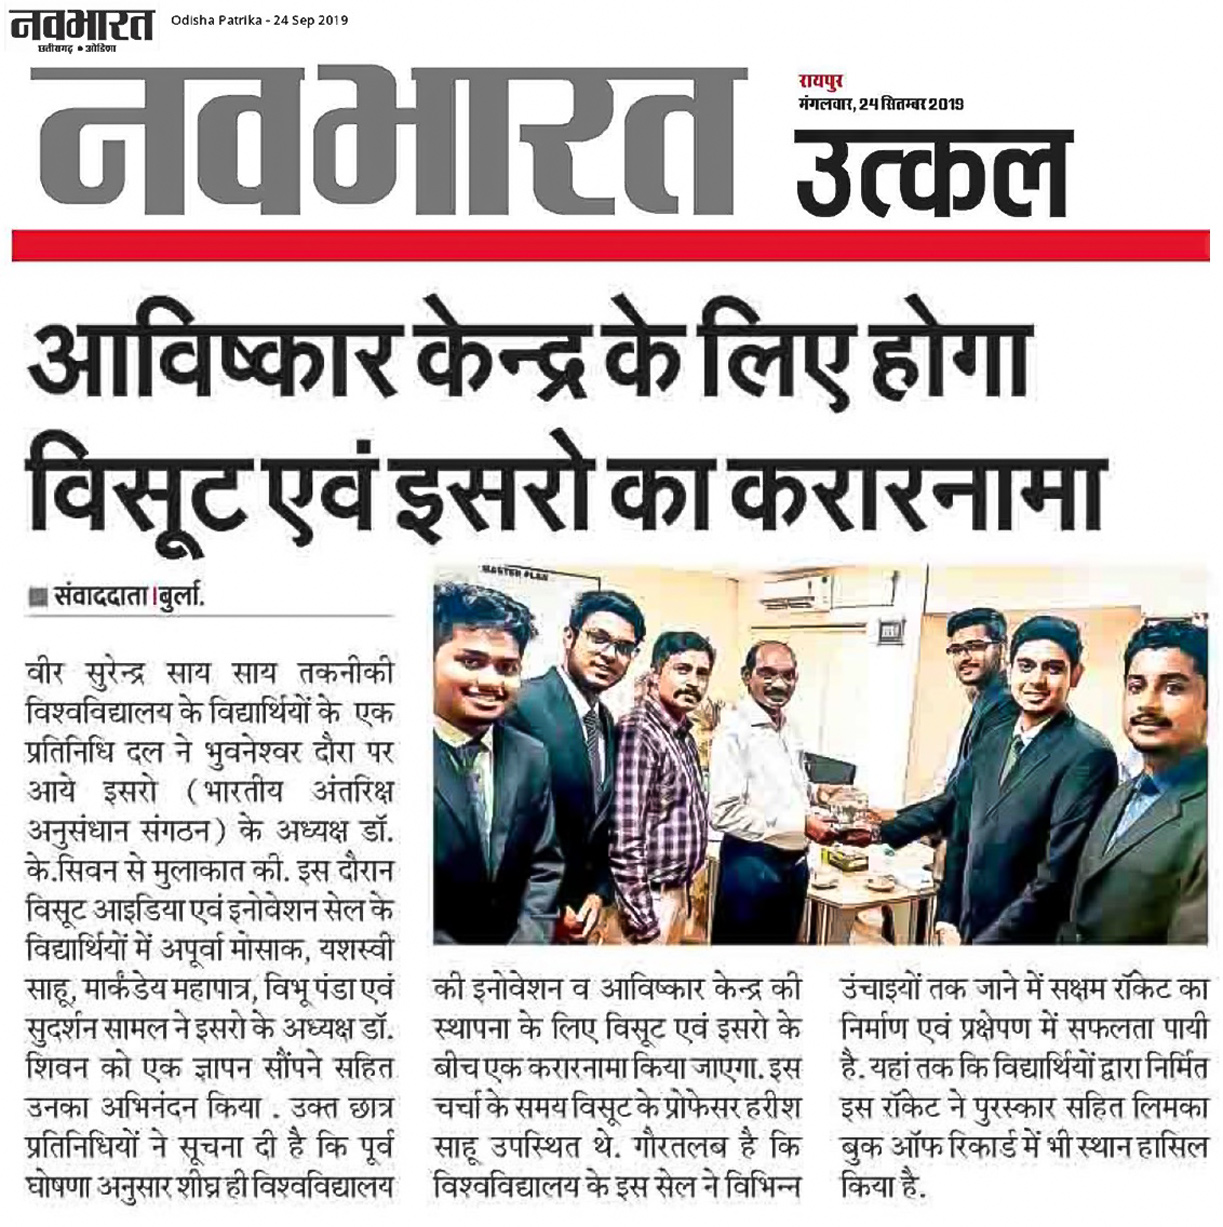 नवभारत
छत्तीसगढ़ • ओडिशा
Odisha Patrika - 24 Sep 2019
नवभारत
रायपुर
मंगलवार, 24 सितम्बर 2019
उत्कल
आविष्कार केन्द्र के लिए होगा
विसूट एवं इसरो का करारनामा
संवाददाता।बुर्ला.
वीर सुरेन्द्र साय साय तकनीकी
विश्वविद्यालय के विद्यार्थियों के एक
प्रतिनिधि दल ने भुवनेश्वर दौरा पर
आये इसरो (भारतीय अंतरिक्ष
अनुसंधान संगठन) के अध्यक्ष डॉ.
के.सिवन से मुलाकात की. इस दौरान
विसूट आइडिया एवं इनोवेशन सेल के
विद्यार्थियों में अपूर्वा मोसाक, यशस्वी
साहू, मार्कंडेय महापात्र, विभू पंडा एवं
सुदर्शन सामल ने इसरो के अध्यक्ष डॉ.
शिवन को एक ज्ञापन सौंपने सहित
उनका अभिनंदन किया . उक्त छात्र
प्रतिनिधियों ने सूचना दी है कि पूर्व
घोषणा अनुसार शीघ्र ही विश्वविद्यालय
MASTER PLAN
की इनोवेशन व आविष्कार केन्द्र की
स्थापना के लिए विसूट एवं इसरो के
बीच एक करारनामा किया जाएगा. इस
चर्चा के समय विसूट के प्रोफेसर हरीश
साहू उपस्थित थे. गौरतलब है कि
विश्वविद्यालय के इस सेल ने विभिन्न
उंचाइयों तक जाने में सक्षम रॉकेट का
निर्माण एवं प्रक्षेपण में सफलता पायी
है. यहां तक कि विद्यार्थियों द्वारा निर्मित
इस रॉकेट ने पुरस्कार सहित लिमका
बुक ऑफ रिकार्ड में भी स्थान हासिल
किया है.